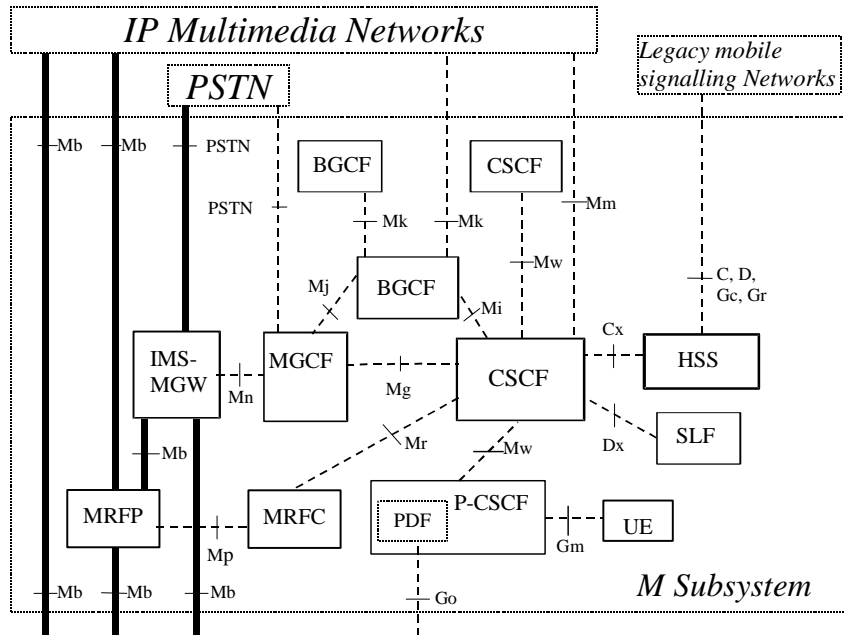 IP Multimedia Networks
Legacy mobile
signalling Networks
PSTN
Mb
Mb
PSTN
BGCF
CSCF
PSTN
Mk
Mk
Mm
Mw
C, D,
Gc, Gr
Mj
BGCF
Mi
Cx
IMS-
MGW
MGCF
CSCF
HSS
Mn
Mg
Mr
Dx
SLF
Mb
Mw
MRFP
MRFC
P-CSCF
PDF
UE
Mp
Gm
M Subsystem
Mb
Mb
Mb
Go